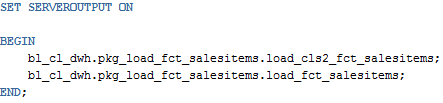 SET SERVEROUTPUT ON
BEGIN
bl_cl_dwh.pkg_load_fct_salesitems.load_cls2_fct_salesitems;
bl_cl_dwh.pkg_load_fct_salesitems.load_fct_salesitems;
END;